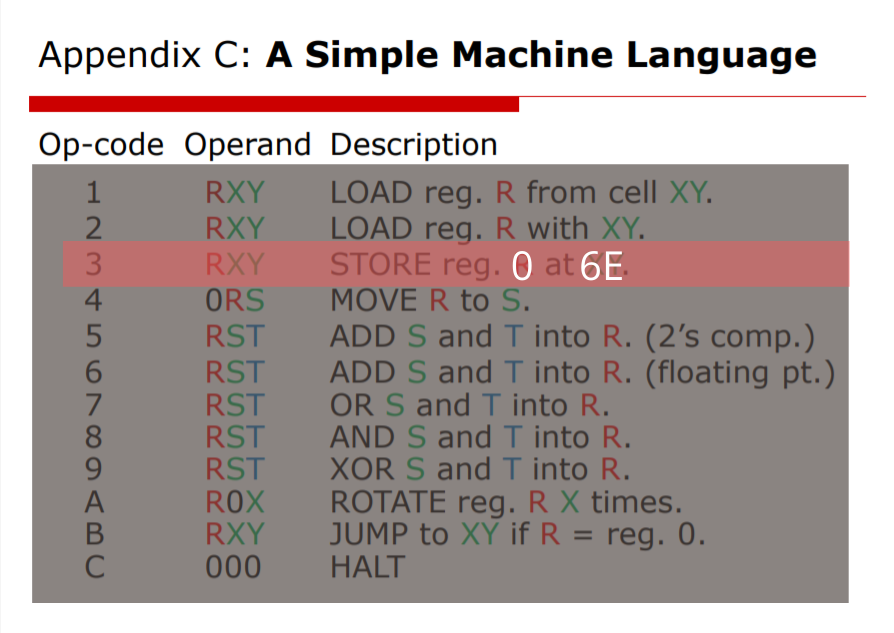 Appendix C: A Simple Machine Language
Op-code Operand Description
1 RXY LOAD reg. R from cell XY.
2 RXY LOAD reg. R with XY.
3 RXY STORE reg. 0 at 6E.
4 0RS MOVE R to S.
5 RST ADD S and T into R. (2's comp.)
6 RST ADD S and T into R. (floating pt.)
7 RST OR S and T into R.
8 RST AND S and T into R.
9 RST XOR S and T into R.
A R0X ROTATE reg. R X times.
B RXY JUMP to XY if R = reg. 0.
C 000 HALT